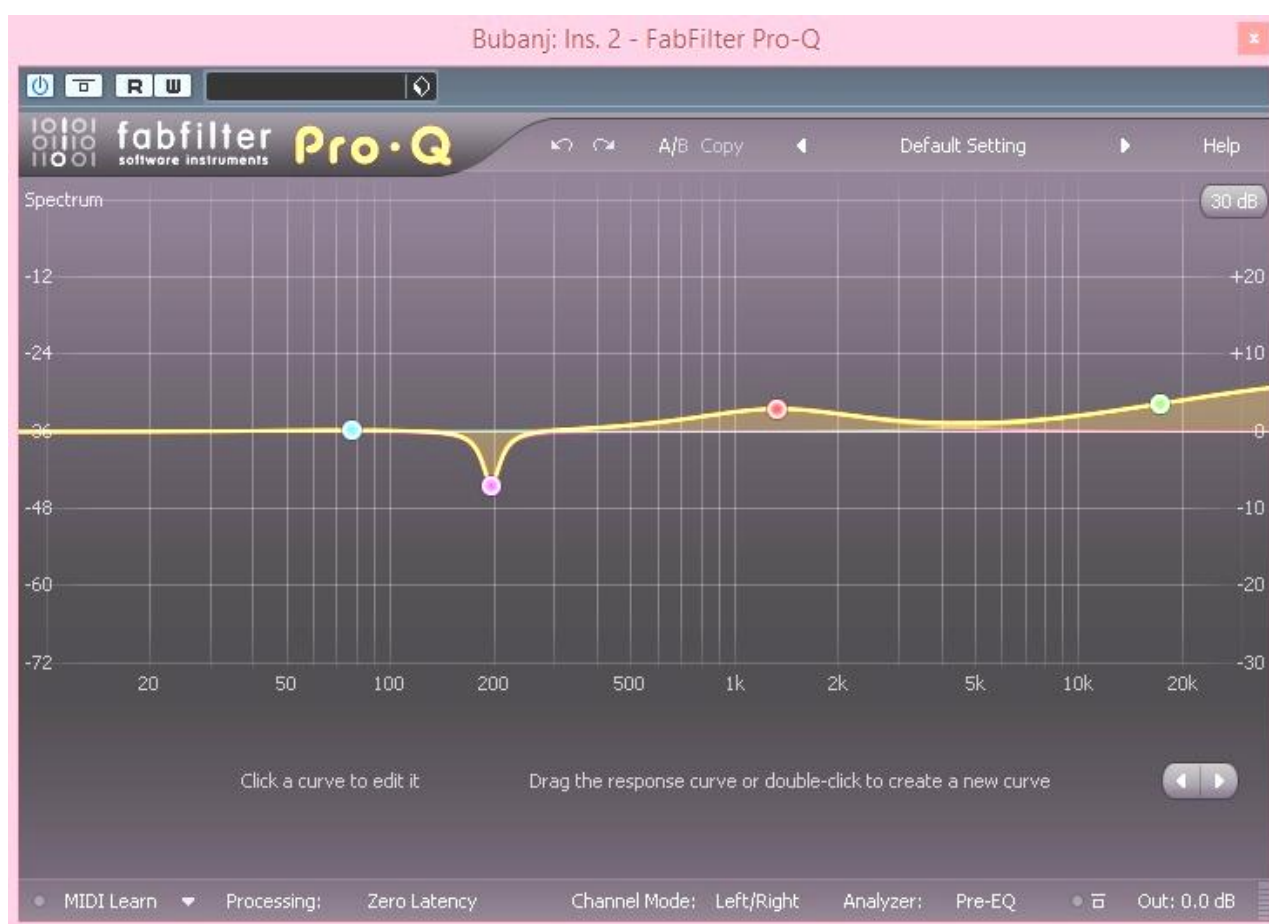 Bubanj: Ins. 2 - FabFilter Pro-Q
x
R W
fabfilter Pro·Q
software instruments
A/B Copy Default Setting Help
Spectrum 30 dB
-12 +20
-24 +10
-36 0
-48 -10
-60 -20
-72 -30
20 50 100 200 500 1k 2k 5k 10k 20k
Click a curve to edit it Drag the response curve or double-click to create a new curve
MIDI Learn Processing: Zero Latency Channel Mode: Left/Right Analyzer: Pre-EQ Out: 0.0 dB